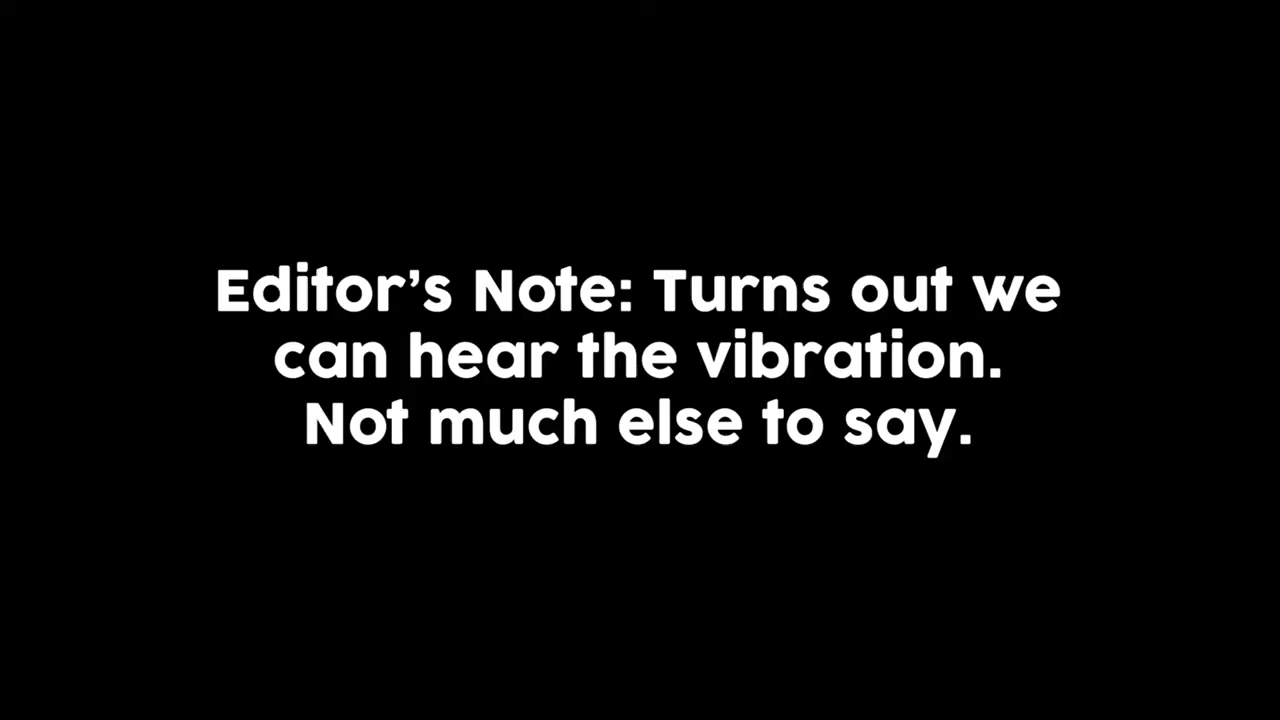 Editor’s Note: Turns out we
can hear the vibration.
Not much else to say.